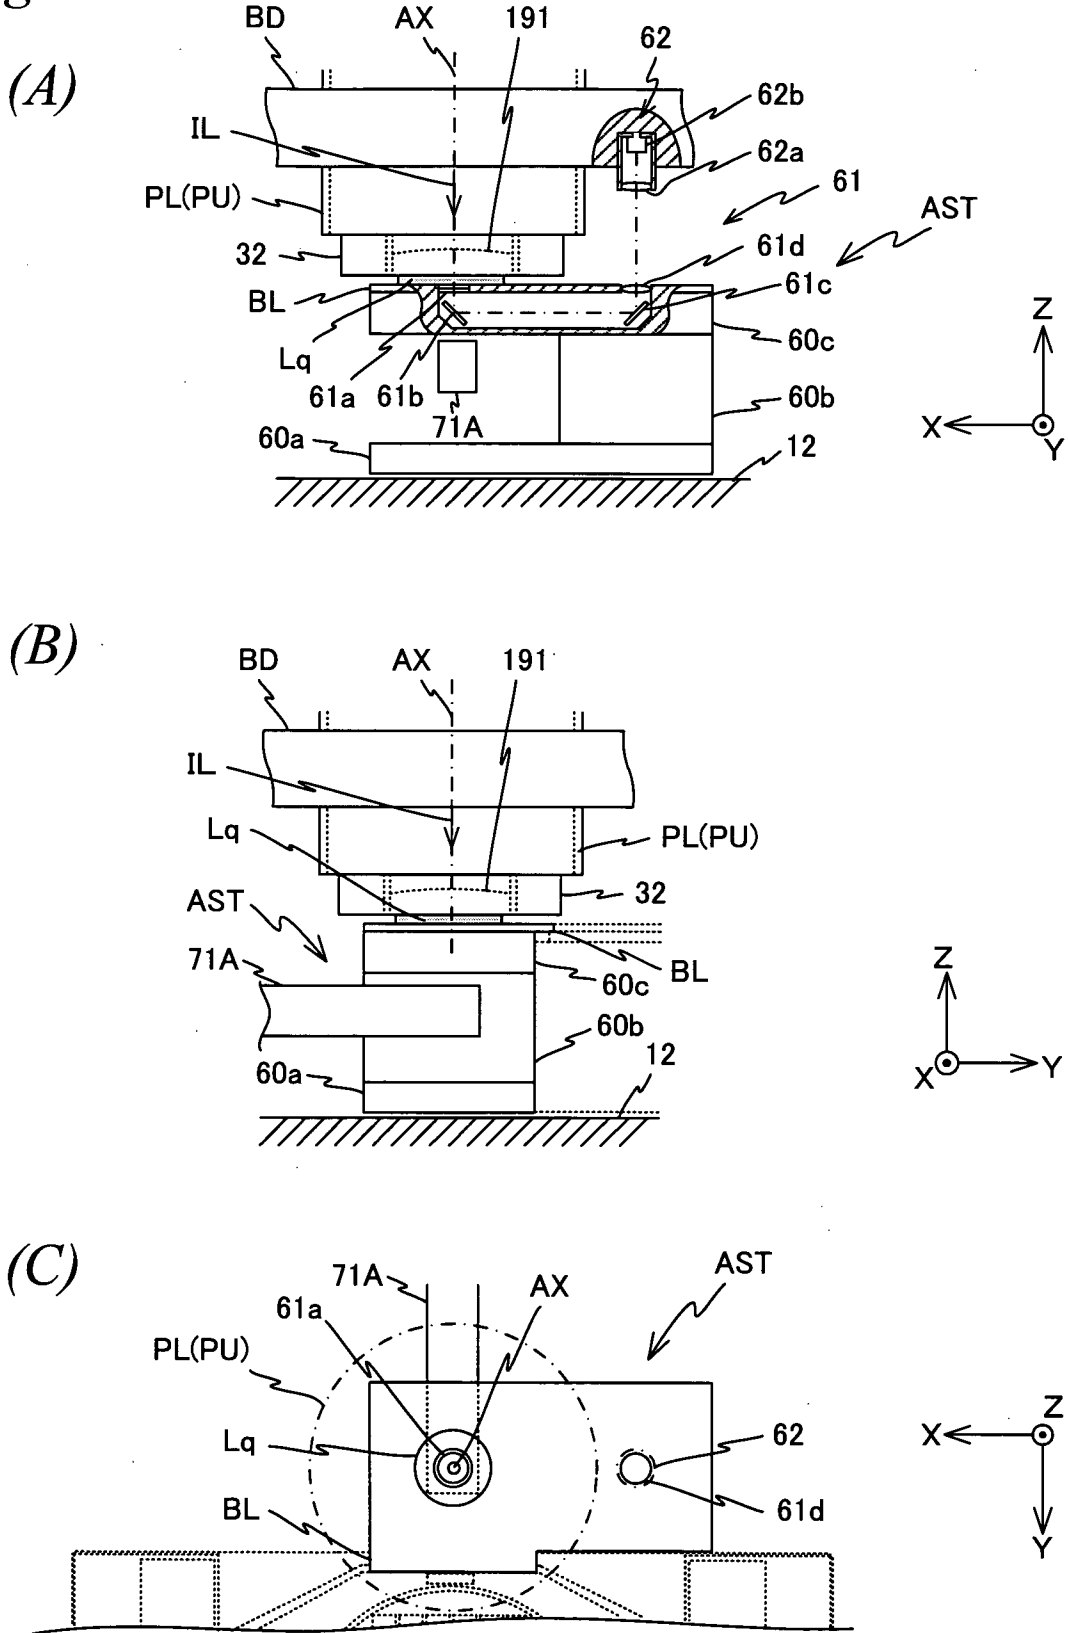 g
(A)
BD
AX
191
62
62b
62a
61
AST
IL
PL(PU)
32
61d
61c
BL
Lq
61a
61b
71A
60c
60b
60a
12
Z
X
Y
(B)
BD
AX
191
IL
Lq
PL(PU)
32
AST
71A
BL
60c
60b
60a
12
Z
X
Y
(C)
71A
AX
AST
61a
PL(PU)
Lq
62
61d
BL
X
Z
Y